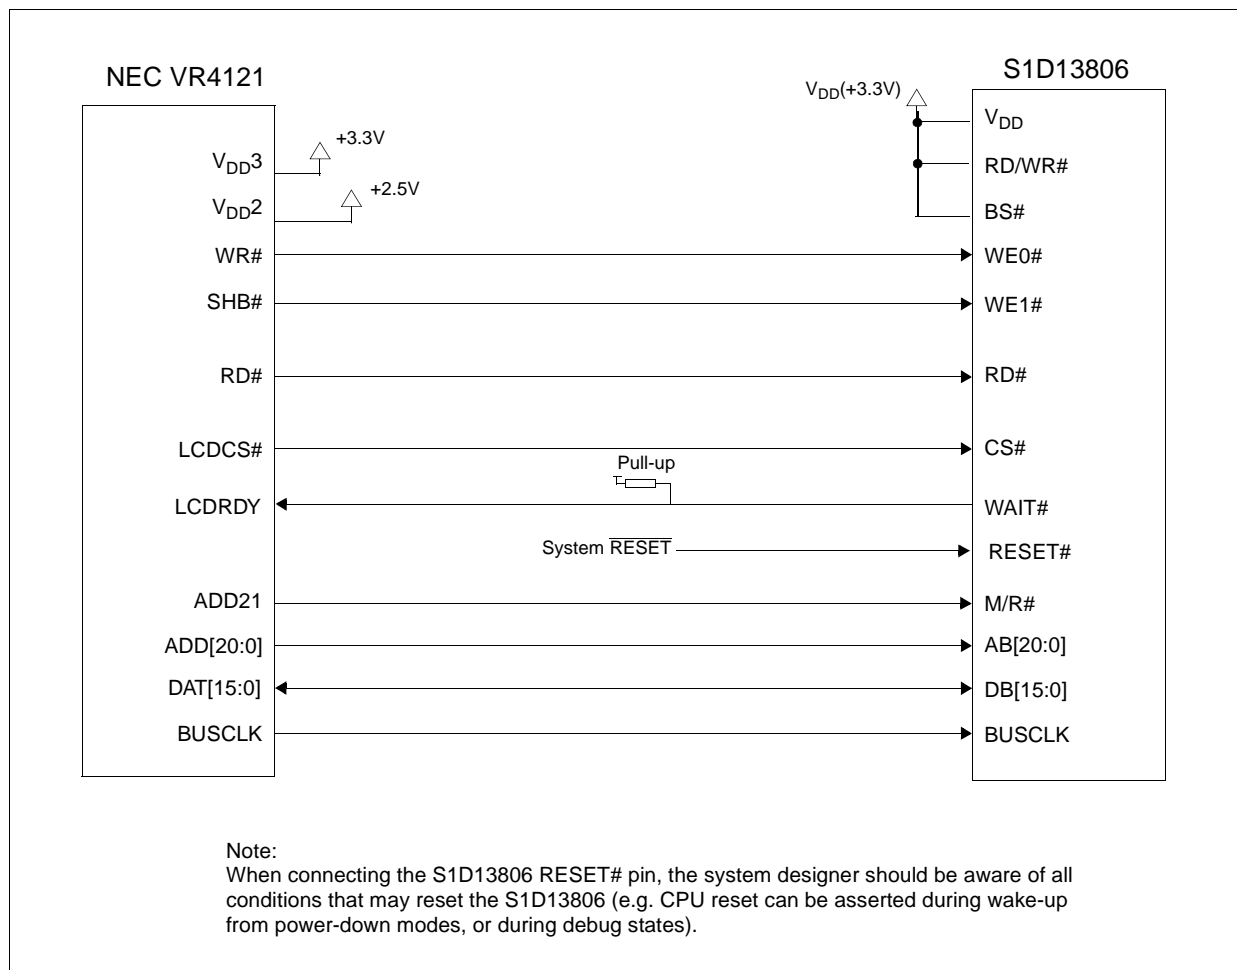 NEC VR4121
S1D13806
VDD(+3.3V)
VDD3
+3.3V
VDD2
+2.5V
WR#
SHB#
RD#
LCDCS#
LCDRDY
ADD21
ADD[20:0]
DAT[15:0]
BUSCLK
Pull-up
System RESET
VDD
RD/WR#
BS#
WE0#
WE1#
RD#
CS#
WAIT#
RESET#
M/R#
AB[20:0]
DB[15:0]
BUSCLK
Note:
When connecting the S1D13806 RESET# pin, the system designer should be aware of all
conditions that may reset the S1D13806 (e.g. CPU reset can be asserted during wake-up
from power-down modes, or during debug states).